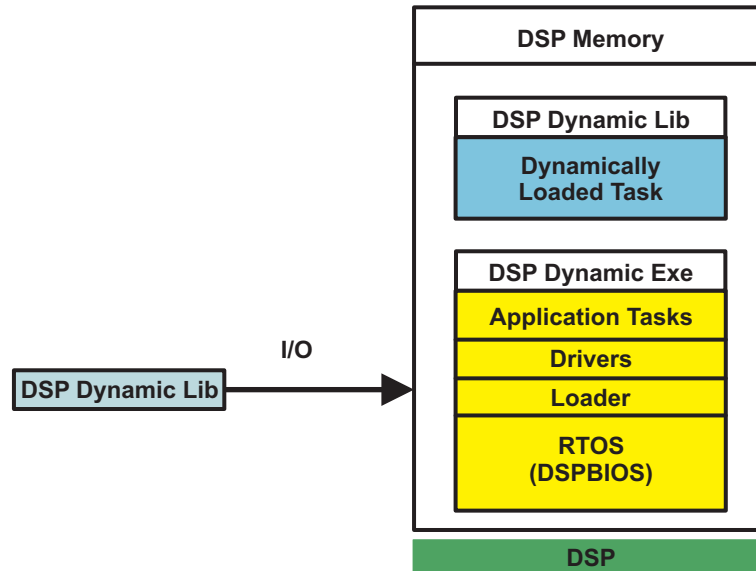 DSP Memory
DSP Dynamic Lib
Dynamically
Loaded Task
DSP Dynamic Exe
Application Tasks
Drivers
Loader
RTOS
(DSPBIOS)
I/O
DSP Dynamic Lib
DSP